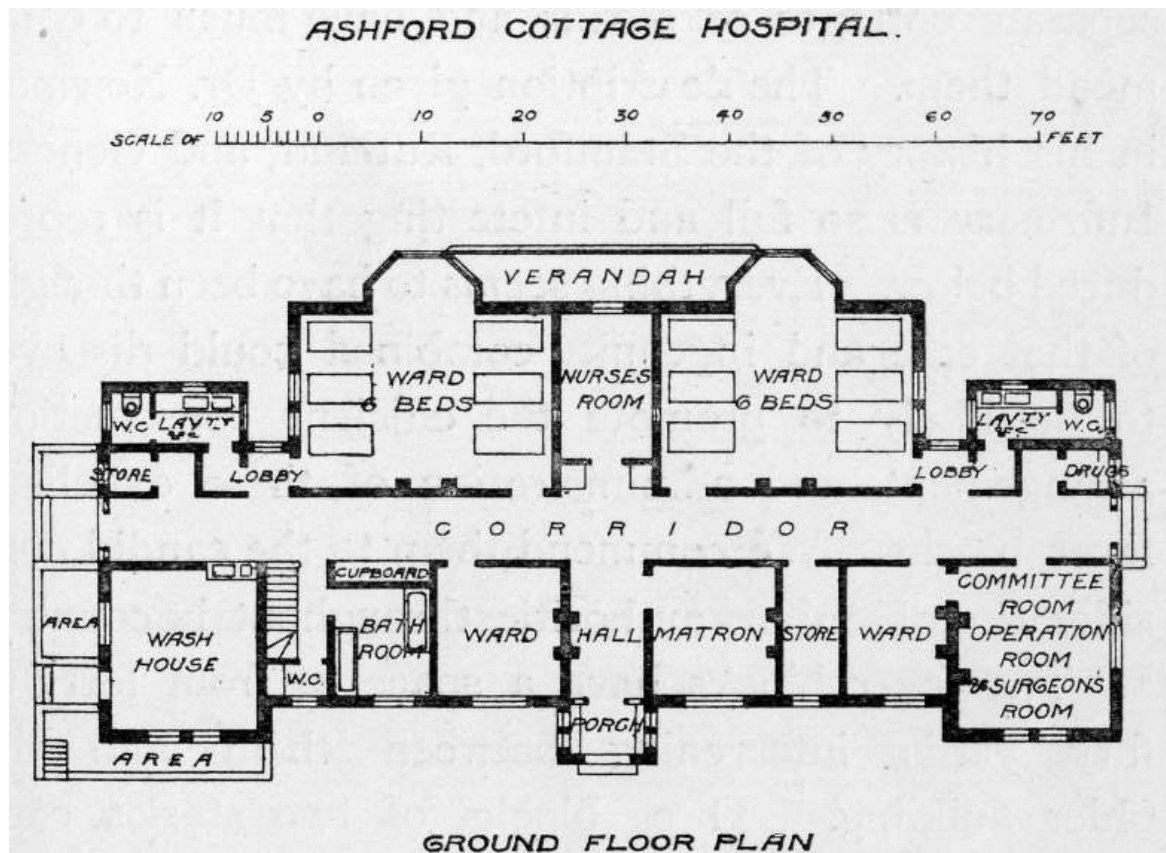 ASHFORD COTTAGE HOSPITAL.
SCALE OF 10 5 0 10 20 30 40 50 60 70 FEET
VERANDAH
WARD
6 BEDS
NURSES
ROOM
WARD
6 BEDS
W.C.
LAVTY
&c
LAVTY
&c
W.C.
STORE
LOBBY
LOBBY
DRUGS
CORRIDOR
CUPBOARD
AREA
WASH
HOUSE
W.C.
BATH
ROOM
WARD
HALL
MATRON
STORE
WARD
COMMITTEE
ROOM
OPERATION
ROOM
& SURGEONS
ROOM
PORCH
AREA
GROUND FLOOR PLAN